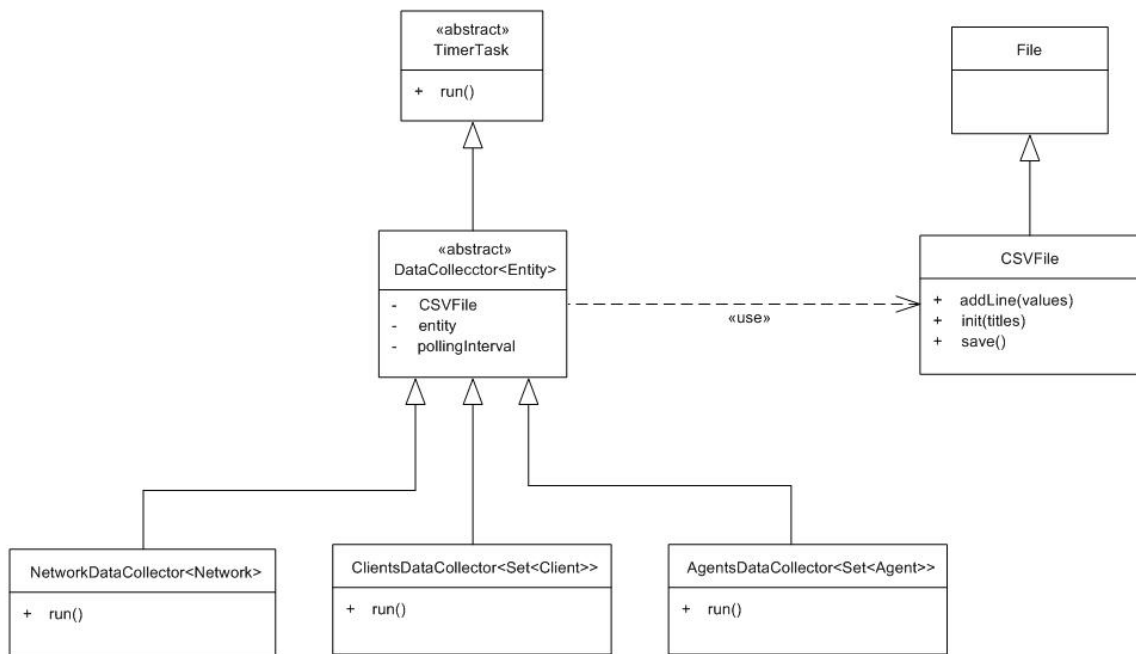 «abstract»
TimerTask
+ run()
File
«abstract»
DataCollecctor<Entity>
- CSVFile
- entity
- pollingInterval
«use»
CSVFile
+ addLine(values)
+ init(titles)
+ save()
NetworkDataCollector<Network>
+ run()
ClientsDataCollector<Set<Client>>
+ run()
AgentsDataCollector<Set<Agent>>
+ run()